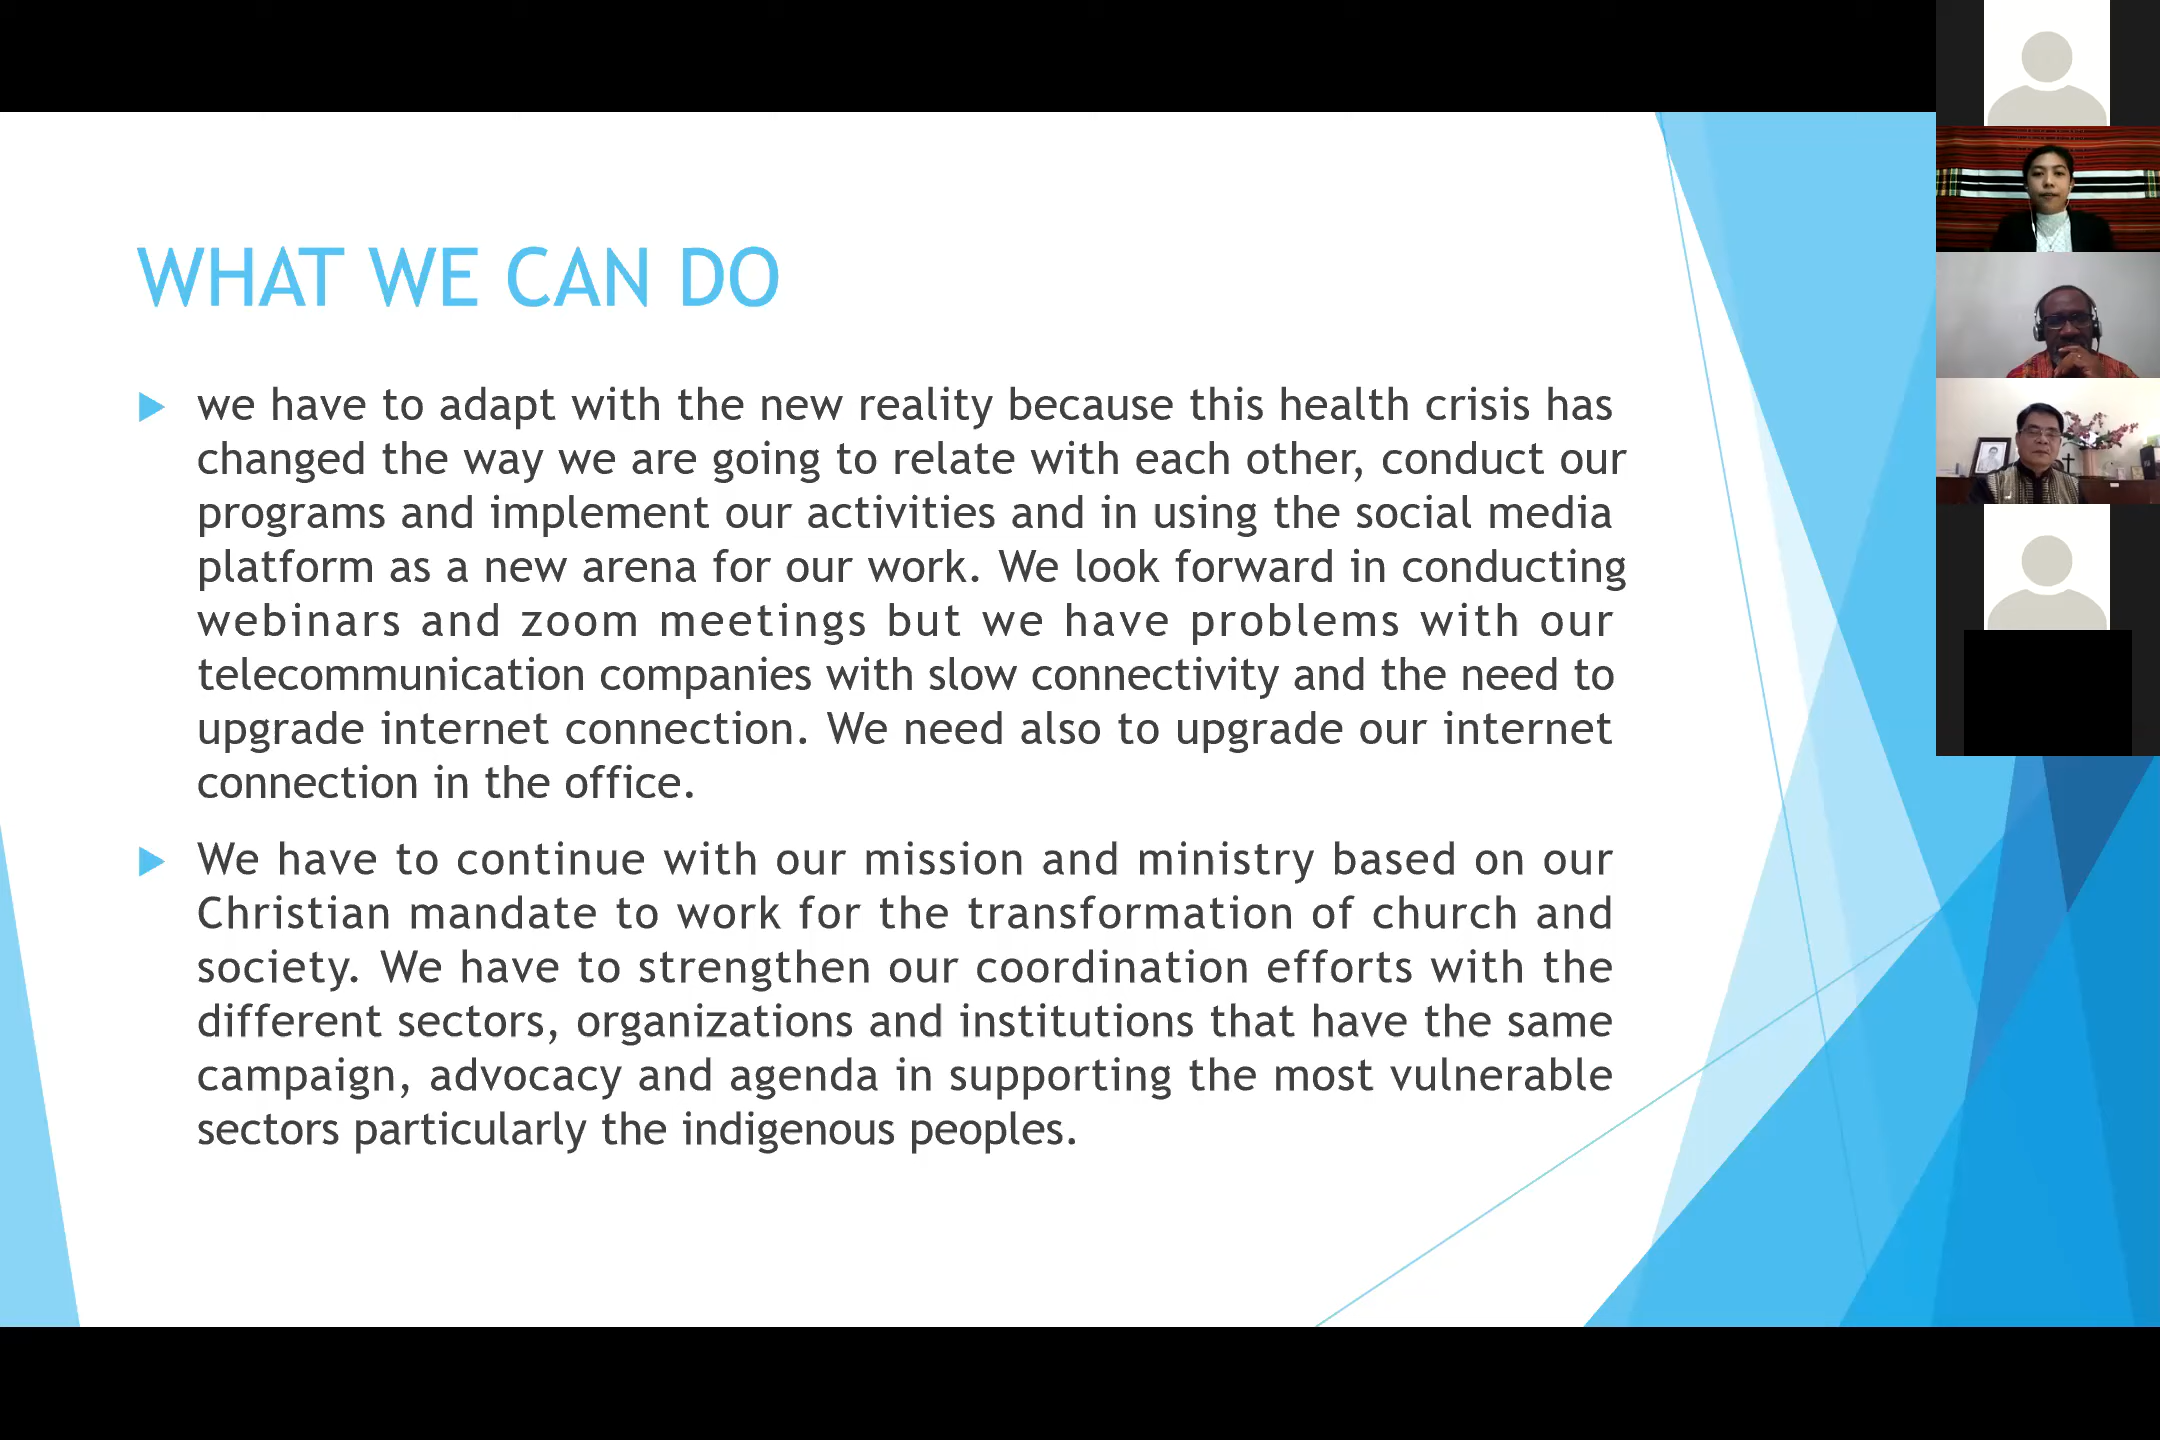 WHAT WE CAN DO
we have to adapt with the new reality because this health crisis has
changed the way we are going to relate with each other, conduct our
programs and implement our activities and in using the social media
platform as a new arena for our work. We look forward in conducting
webinars and zoom meetings but we have problems with our
telecommunication companies with slow connectivity and the need to
upgrade internet connection. We need also to upgrade our internet
connection in the office.
We have to continue with our mission and ministry based on our
Christian mandate to work for the transformation of church and
society. We have to strengthen our coordination efforts with the
different sectors, organizations and institutions that have the same
campaign, advocacy and agenda in supporting the most vulnerable
sectors particularly the indigenous peoples.